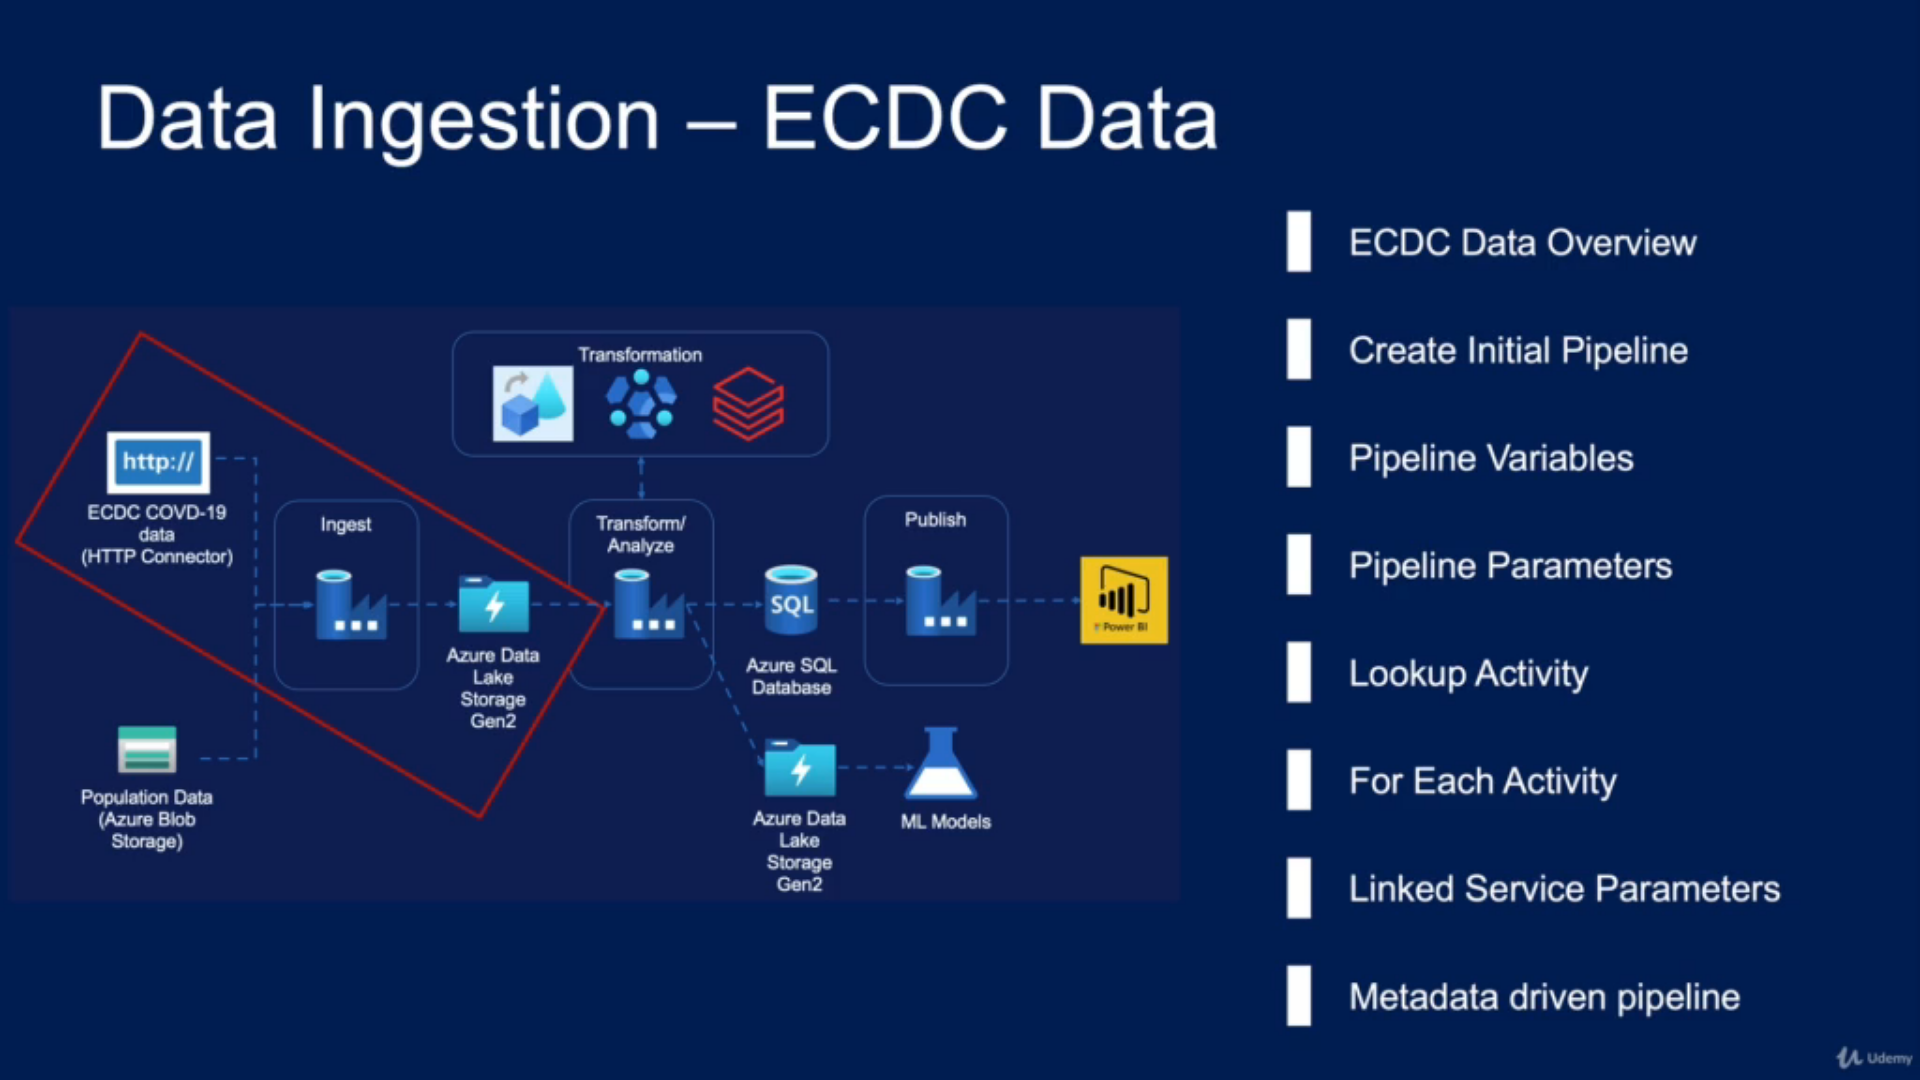 Data Ingestion – ECDC Data
Transformation
http://
ECDC COVD-19
data
(HTTP Connector)
Ingest
Azure Data
Lake
Storage
Gen2
Transform/
Analyze
SQL
Azure SQL
Database
Publish
Power BI
Population Data
(Azure Blob
Storage)
Azure Data
Lake
Storage
Gen2
ML Models
ECDC Data Overview
Create Initial Pipeline
Pipeline Variables
Pipeline Parameters
Lookup Activity
For Each Activity
Linked Service Parameters
Metadata driven pipeline
Udemy